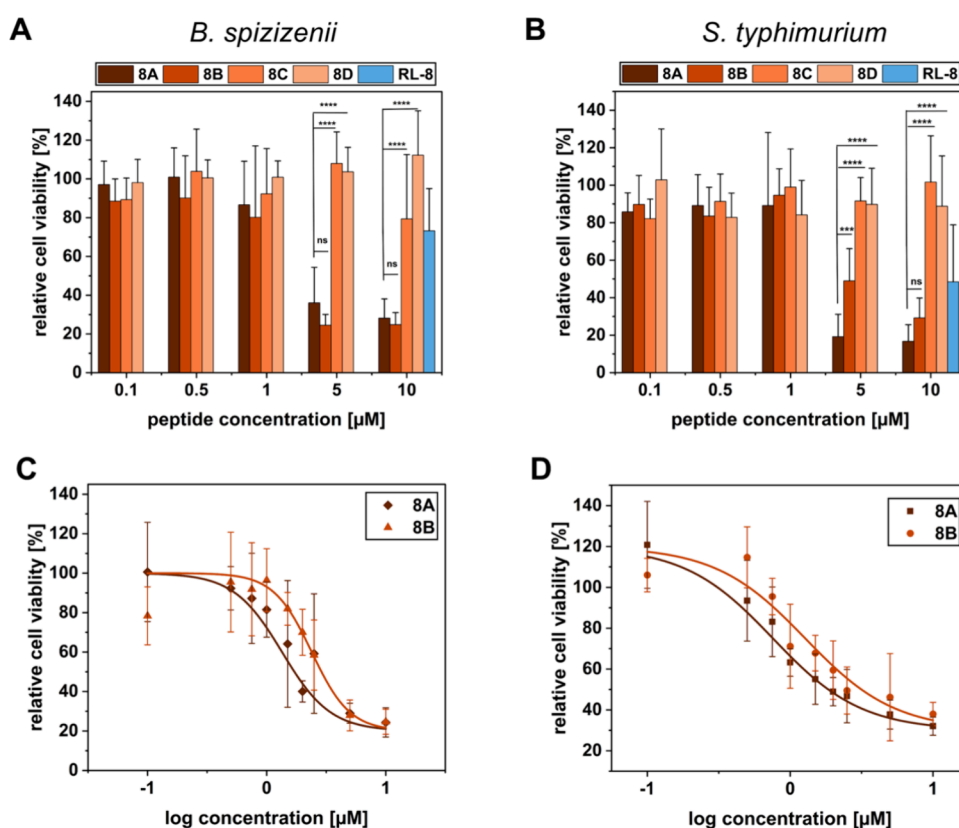 A
B. spizizenii
8A 8B 8C 8D RL-8
140
120
100
80
60
40
20
0
relative cell viability [%]
****
****
ns
****
****
ns
0.1 0.5 1 5 10
peptide concentration [µM]
B
S. typhimurium
8A 8B 8C 8D RL-8
140
120
100
80
60
40
20
0
relative cell viability [%]
****
****
***
****
****
ns
0.1 0.5 1 5 10
peptide concentration [µM]
C
8A
8B
140
120
100
80
60
40
20
0
relative cell viablity [%]
-1 0 1
log concentration [µM]
D
8A
8B
140
120
100
80
60
40
20
relative cell viablity [%]
-1 0 1
log concentration [µM]